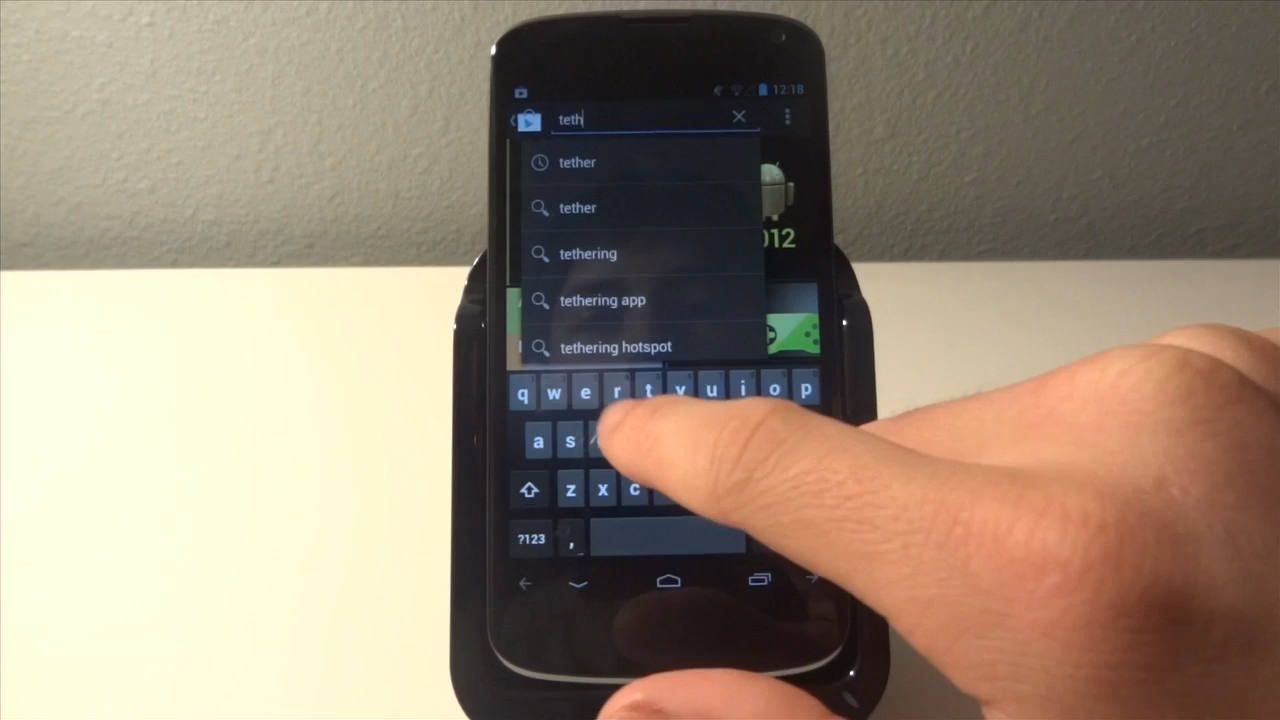 12:18
teth
tether
tether
012
tethering
tethering app
tethering hotspot
q w e r t y u i o p
a s
z x c
?123 ,